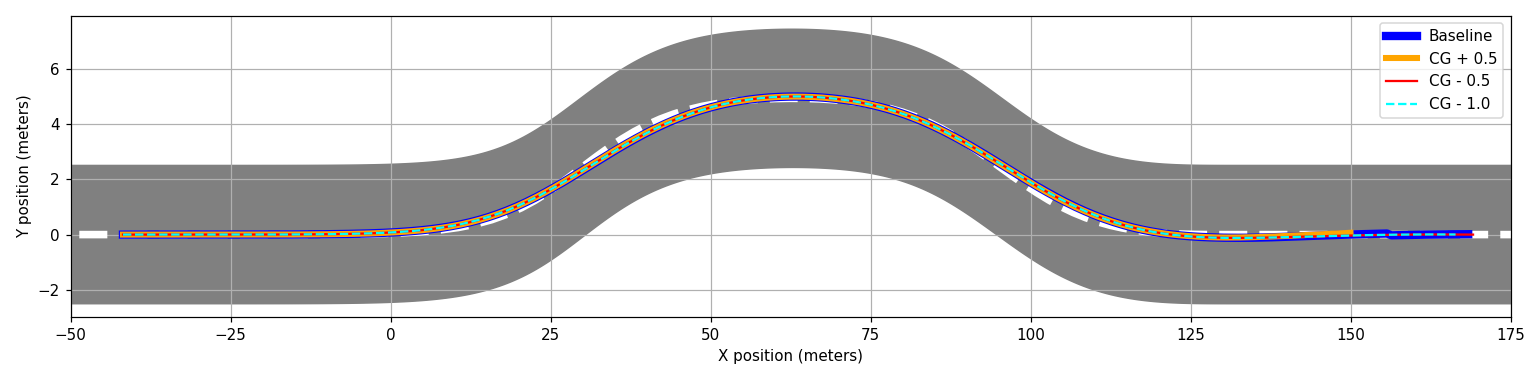 Baseline
CG + 0.5
CG - 0.5
CG - 1.0
Y position (meters)
6
4
2
0
−2
−50
−25
0
25
50
75
100
125
150
175
X position (meters)